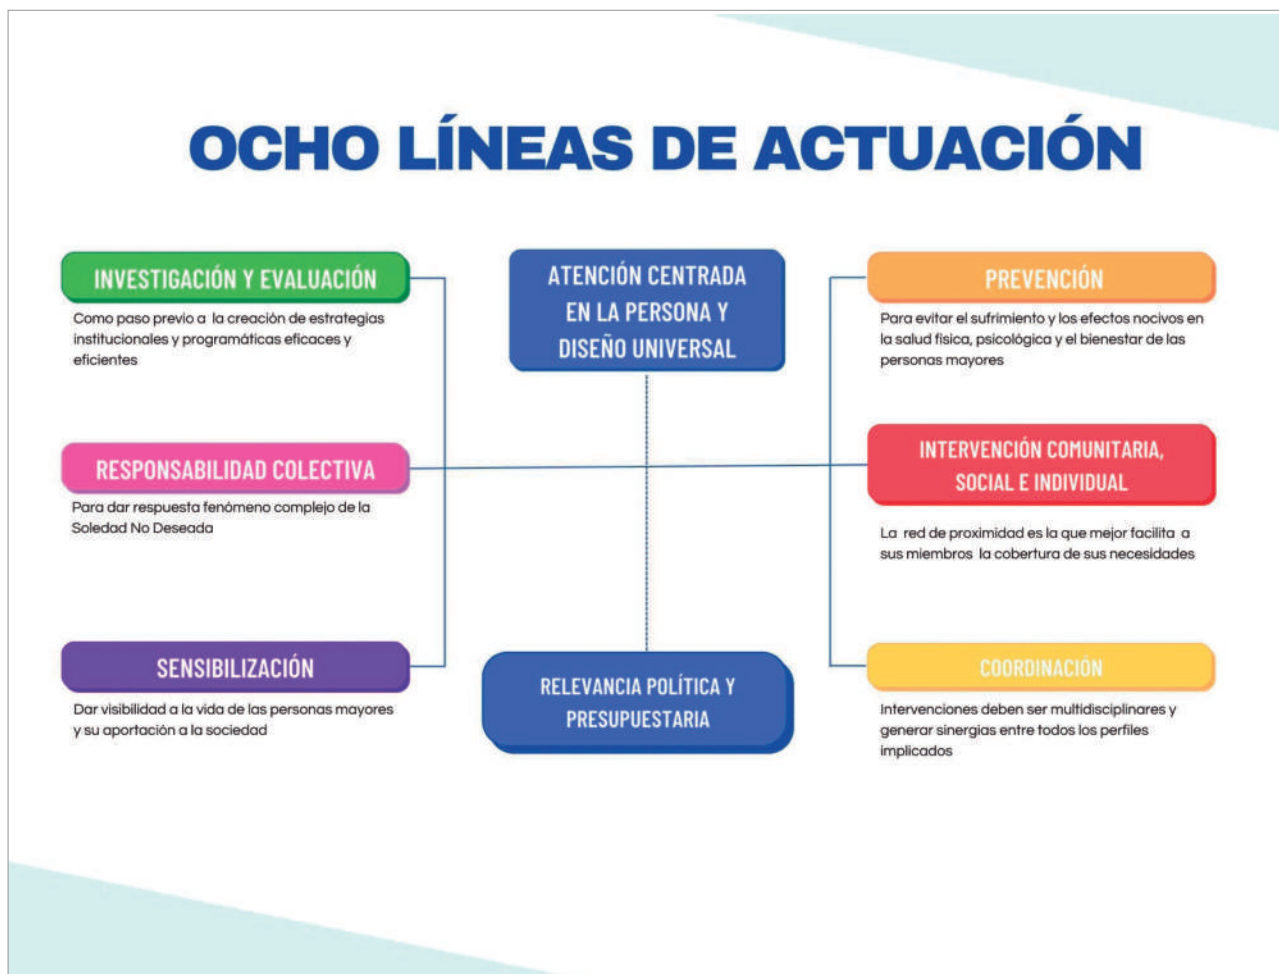 OCHO LÍNEAS DE ACTUACIÓN
INVESTIGACIÓN Y EVALUACIÓN
Como paso previo a la creación de estrategias
institucionales y programáticas eficaces y
eficientes
RESPONSABILIDAD COLECTIVA
Para dar respuesta fenómeno complejo de la
Soledad No Deseada
SENSIBILIZACIÓN
Dar visibilidad a la vida de las personas mayores
y su aportación a la sociedad
ATENCIÓN CENTRADA
EN LA PERSONA Y
DISEÑO UNIVERSAL
RELEVANCIA POLÍTICA Y
PRESUPUESTARIA
PREVENCIÓN
Para evitar el sufrimiento y los efectos nocivos en
la salud física, psicológica y el bienestar de las
personas mayores
INTERVENCIÓN COMUNITARIA,
SOCIAL E INDIVIDUAL
La red de proximidad es la que mejor facilita a
sus miembros la cobertura de sus necesidades
COORDINACIÓN
Intervenciones deben ser multidisciplinares y
generar sinergias entre todos los perfiles
implicados